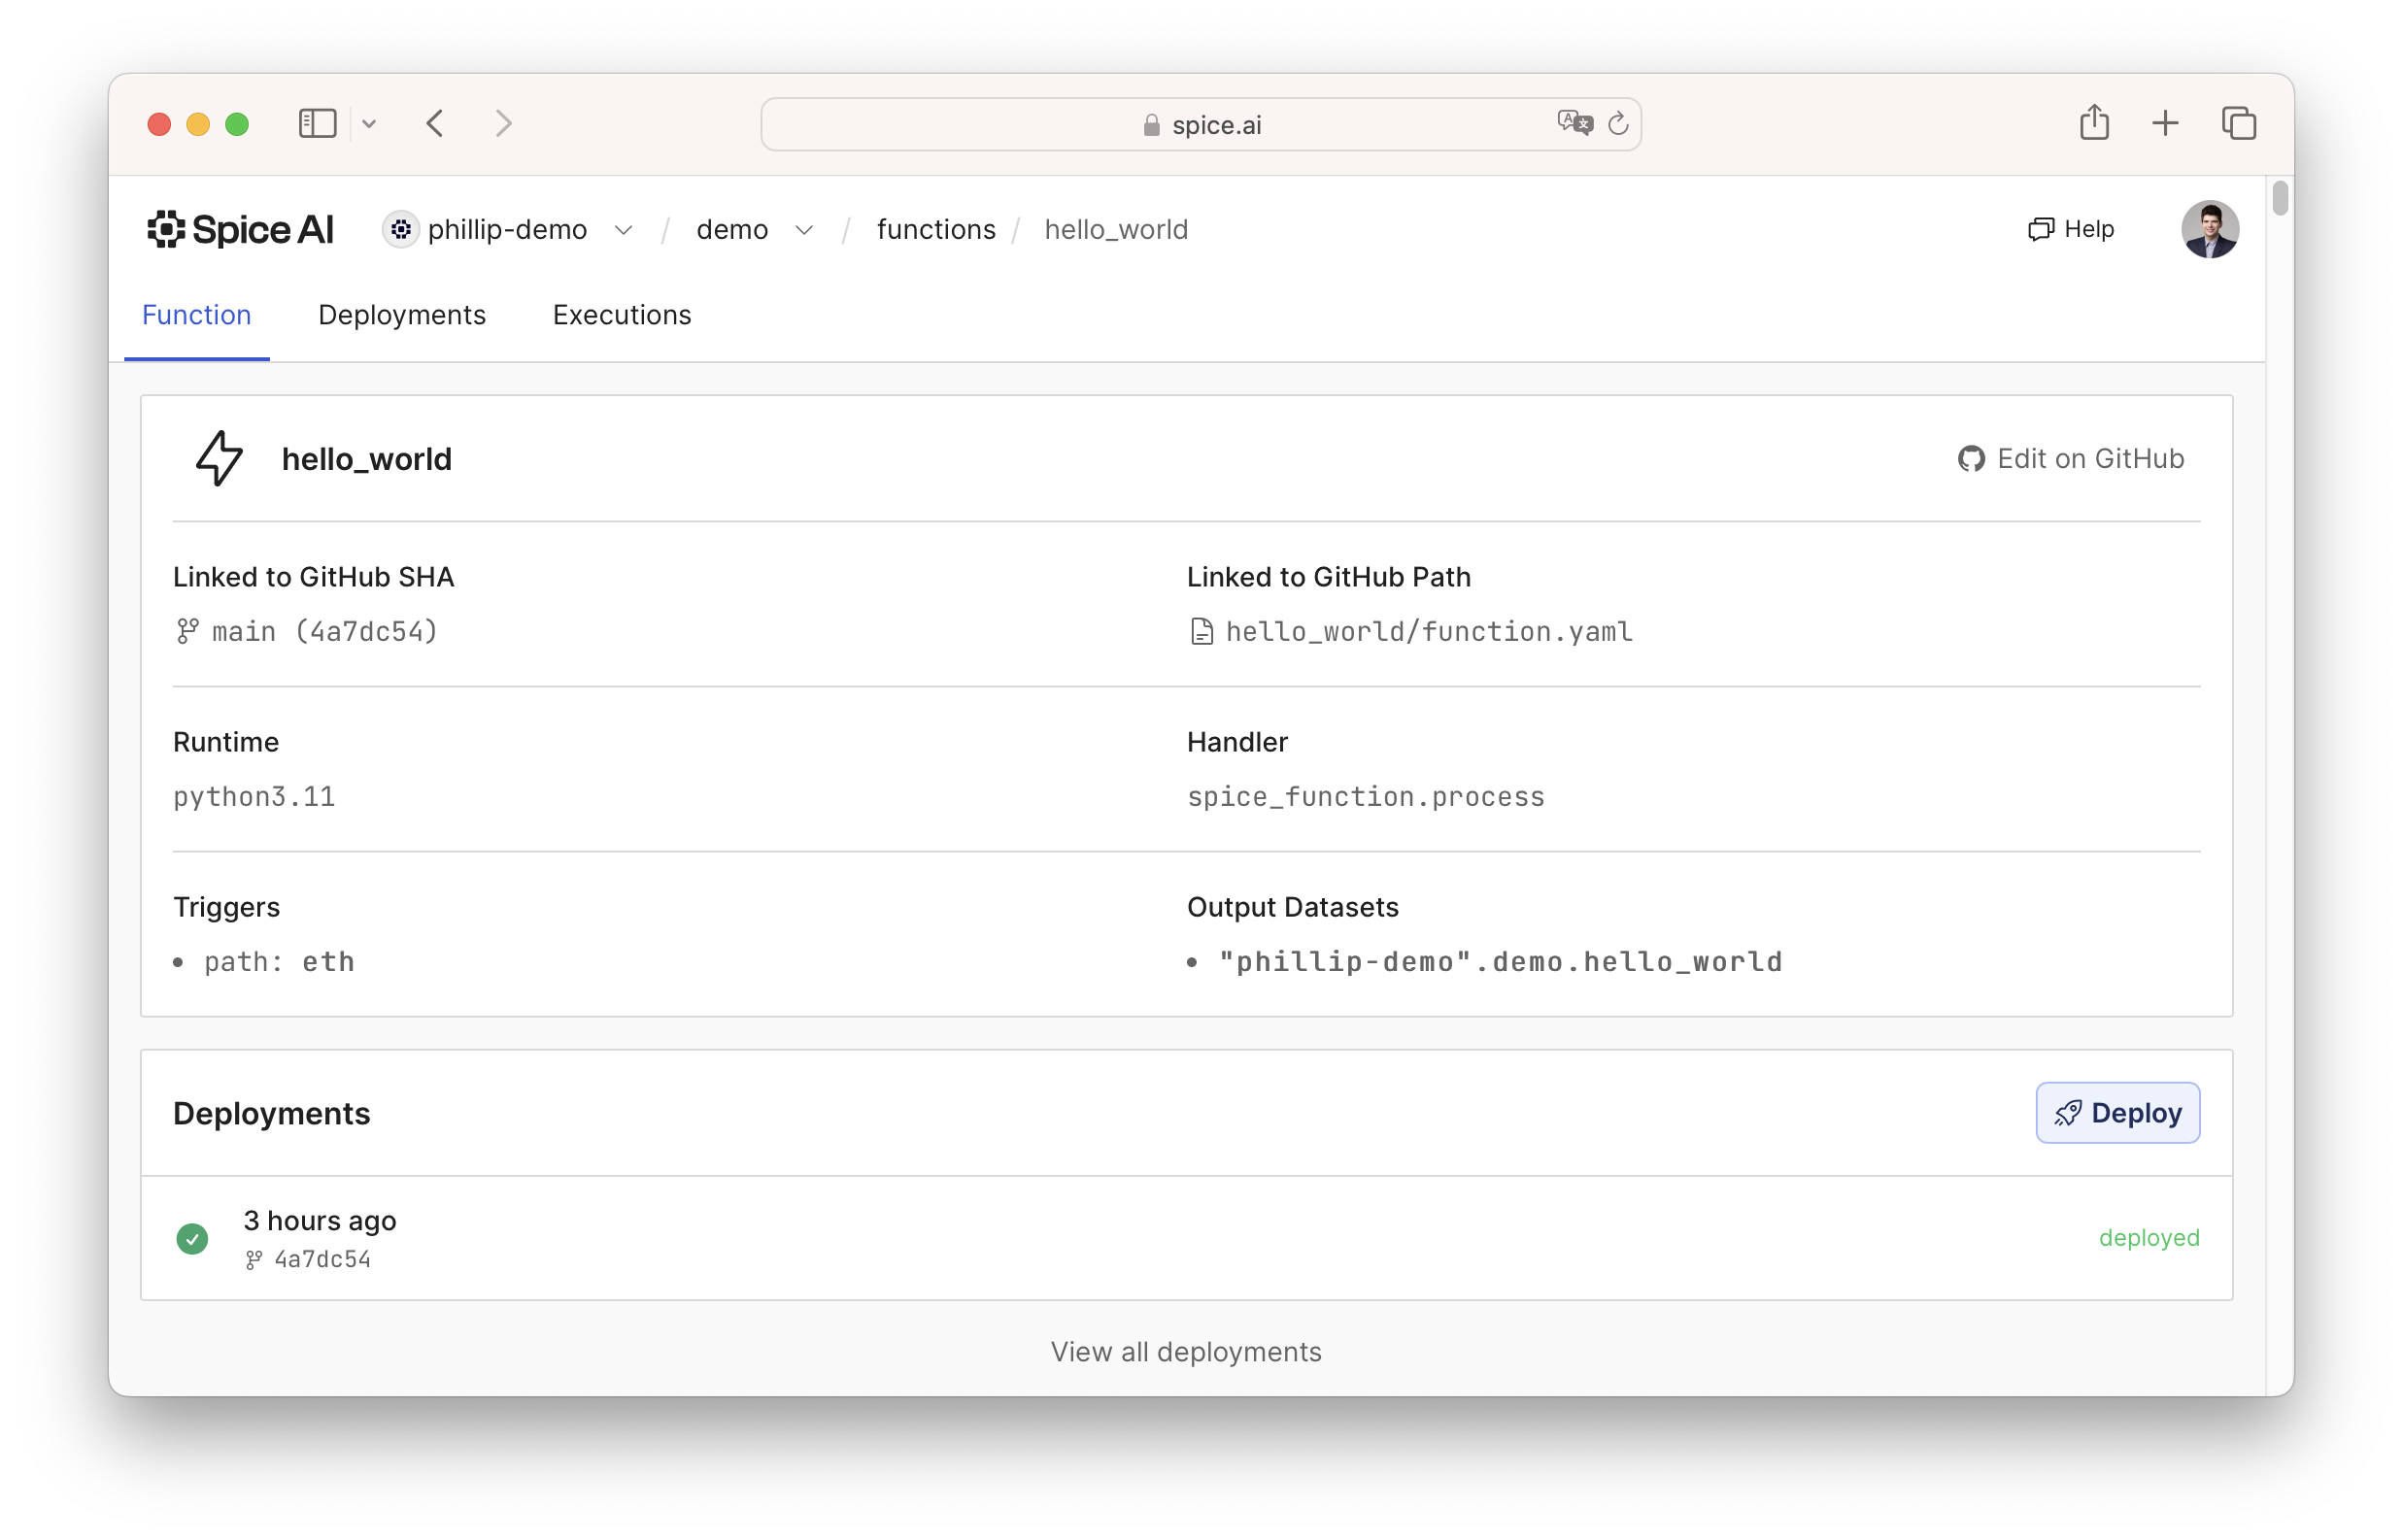 spice.ai
Spice AI phillip-demo / demo / functions / hello_world Help
Function Deployments Executions
hello_world Edit on GitHub
Linked to GitHub SHA Linked to GitHub Path
main (4a7dc54) hello_world/function.yaml
Runtime Handler
python3.11 spice_function.process
Triggers Output Datasets
• path: eth • "phillip-demo".demo.hello_world
Deployments Deploy
3 hours ago
4a7dc54 deployed
View all deployments